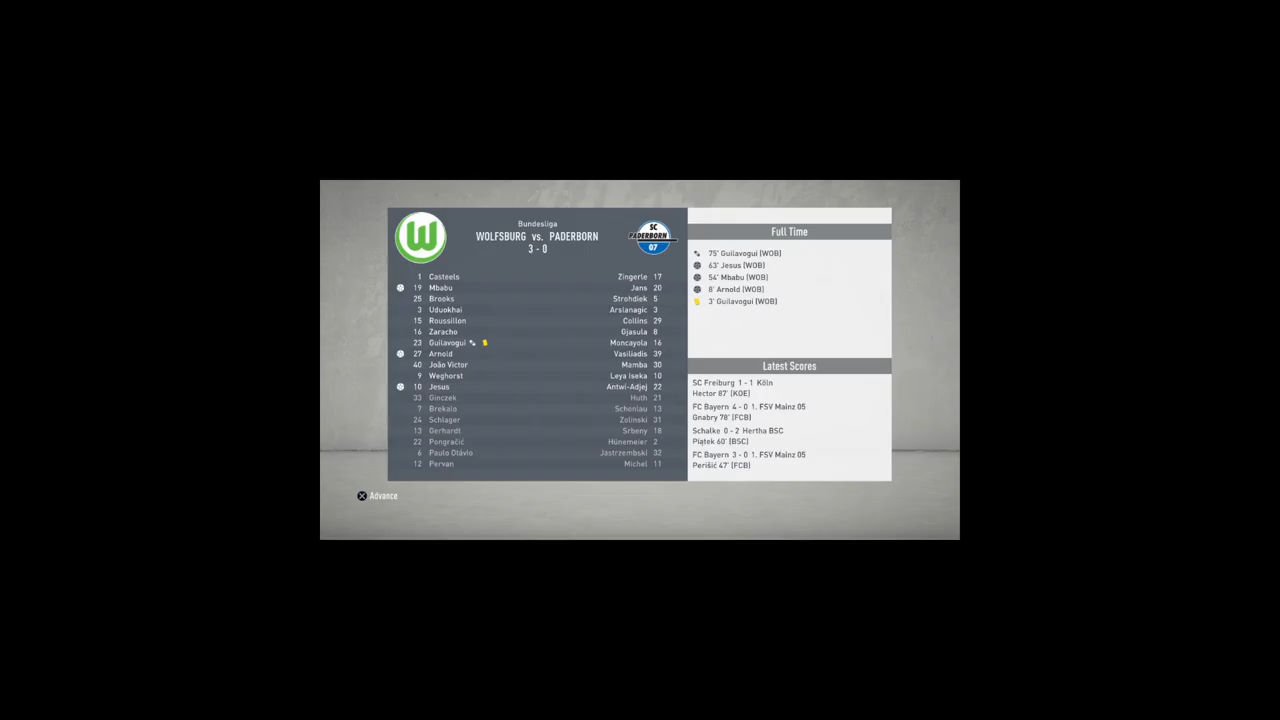 Bundesliga
WOLFSBURG vs. PADERBORN
3 - 0
SC
PADERBORN
07
1 Casteels Zingerle 17
19 Mbabu Jans 20
25 Brooks Strohdiek 5
3 Uduokhai Arslanagic 3
15 Roussillon Collins 29
16 Zaracho Gjasula 8
23 Guilavogui Moncayola 16
27 Arnold Vasiliadis 39
40 João Victor Mamba 30
9 Weghorst Leya Iseka 10
10 Jesus Antwi-Adjej 22
33 Ginczek Huth 21
7 Brekalo Schonlau 13
24 Schlager Zolinski 31
13 Gerhardt Srbeny 18
22 Pongračić Hünemeier 2
6 Paulo Otávio Jastrzembski 32
12 Pervan Michel 11
Full Time
75' Guilavogui (WOB)
63' Jesus (WOB)
54' Mbabu (WOB)
8' Arnold (WOB)
3' Guilavogui (WOB)
Latest Scores
SC Freiburg 1 - 1 Köln
Hector 87' (KOE)
FC Bayern 4 - 0 1. FSV Mainz 05
Gnabry 78' (FCB)
Schalke 0 - 2 Hertha BSC
Piątek 60' (BSC)
FC Bayern 3 - 0 1. FSV Mainz 05
Perišić 47' (FCB)
Advance